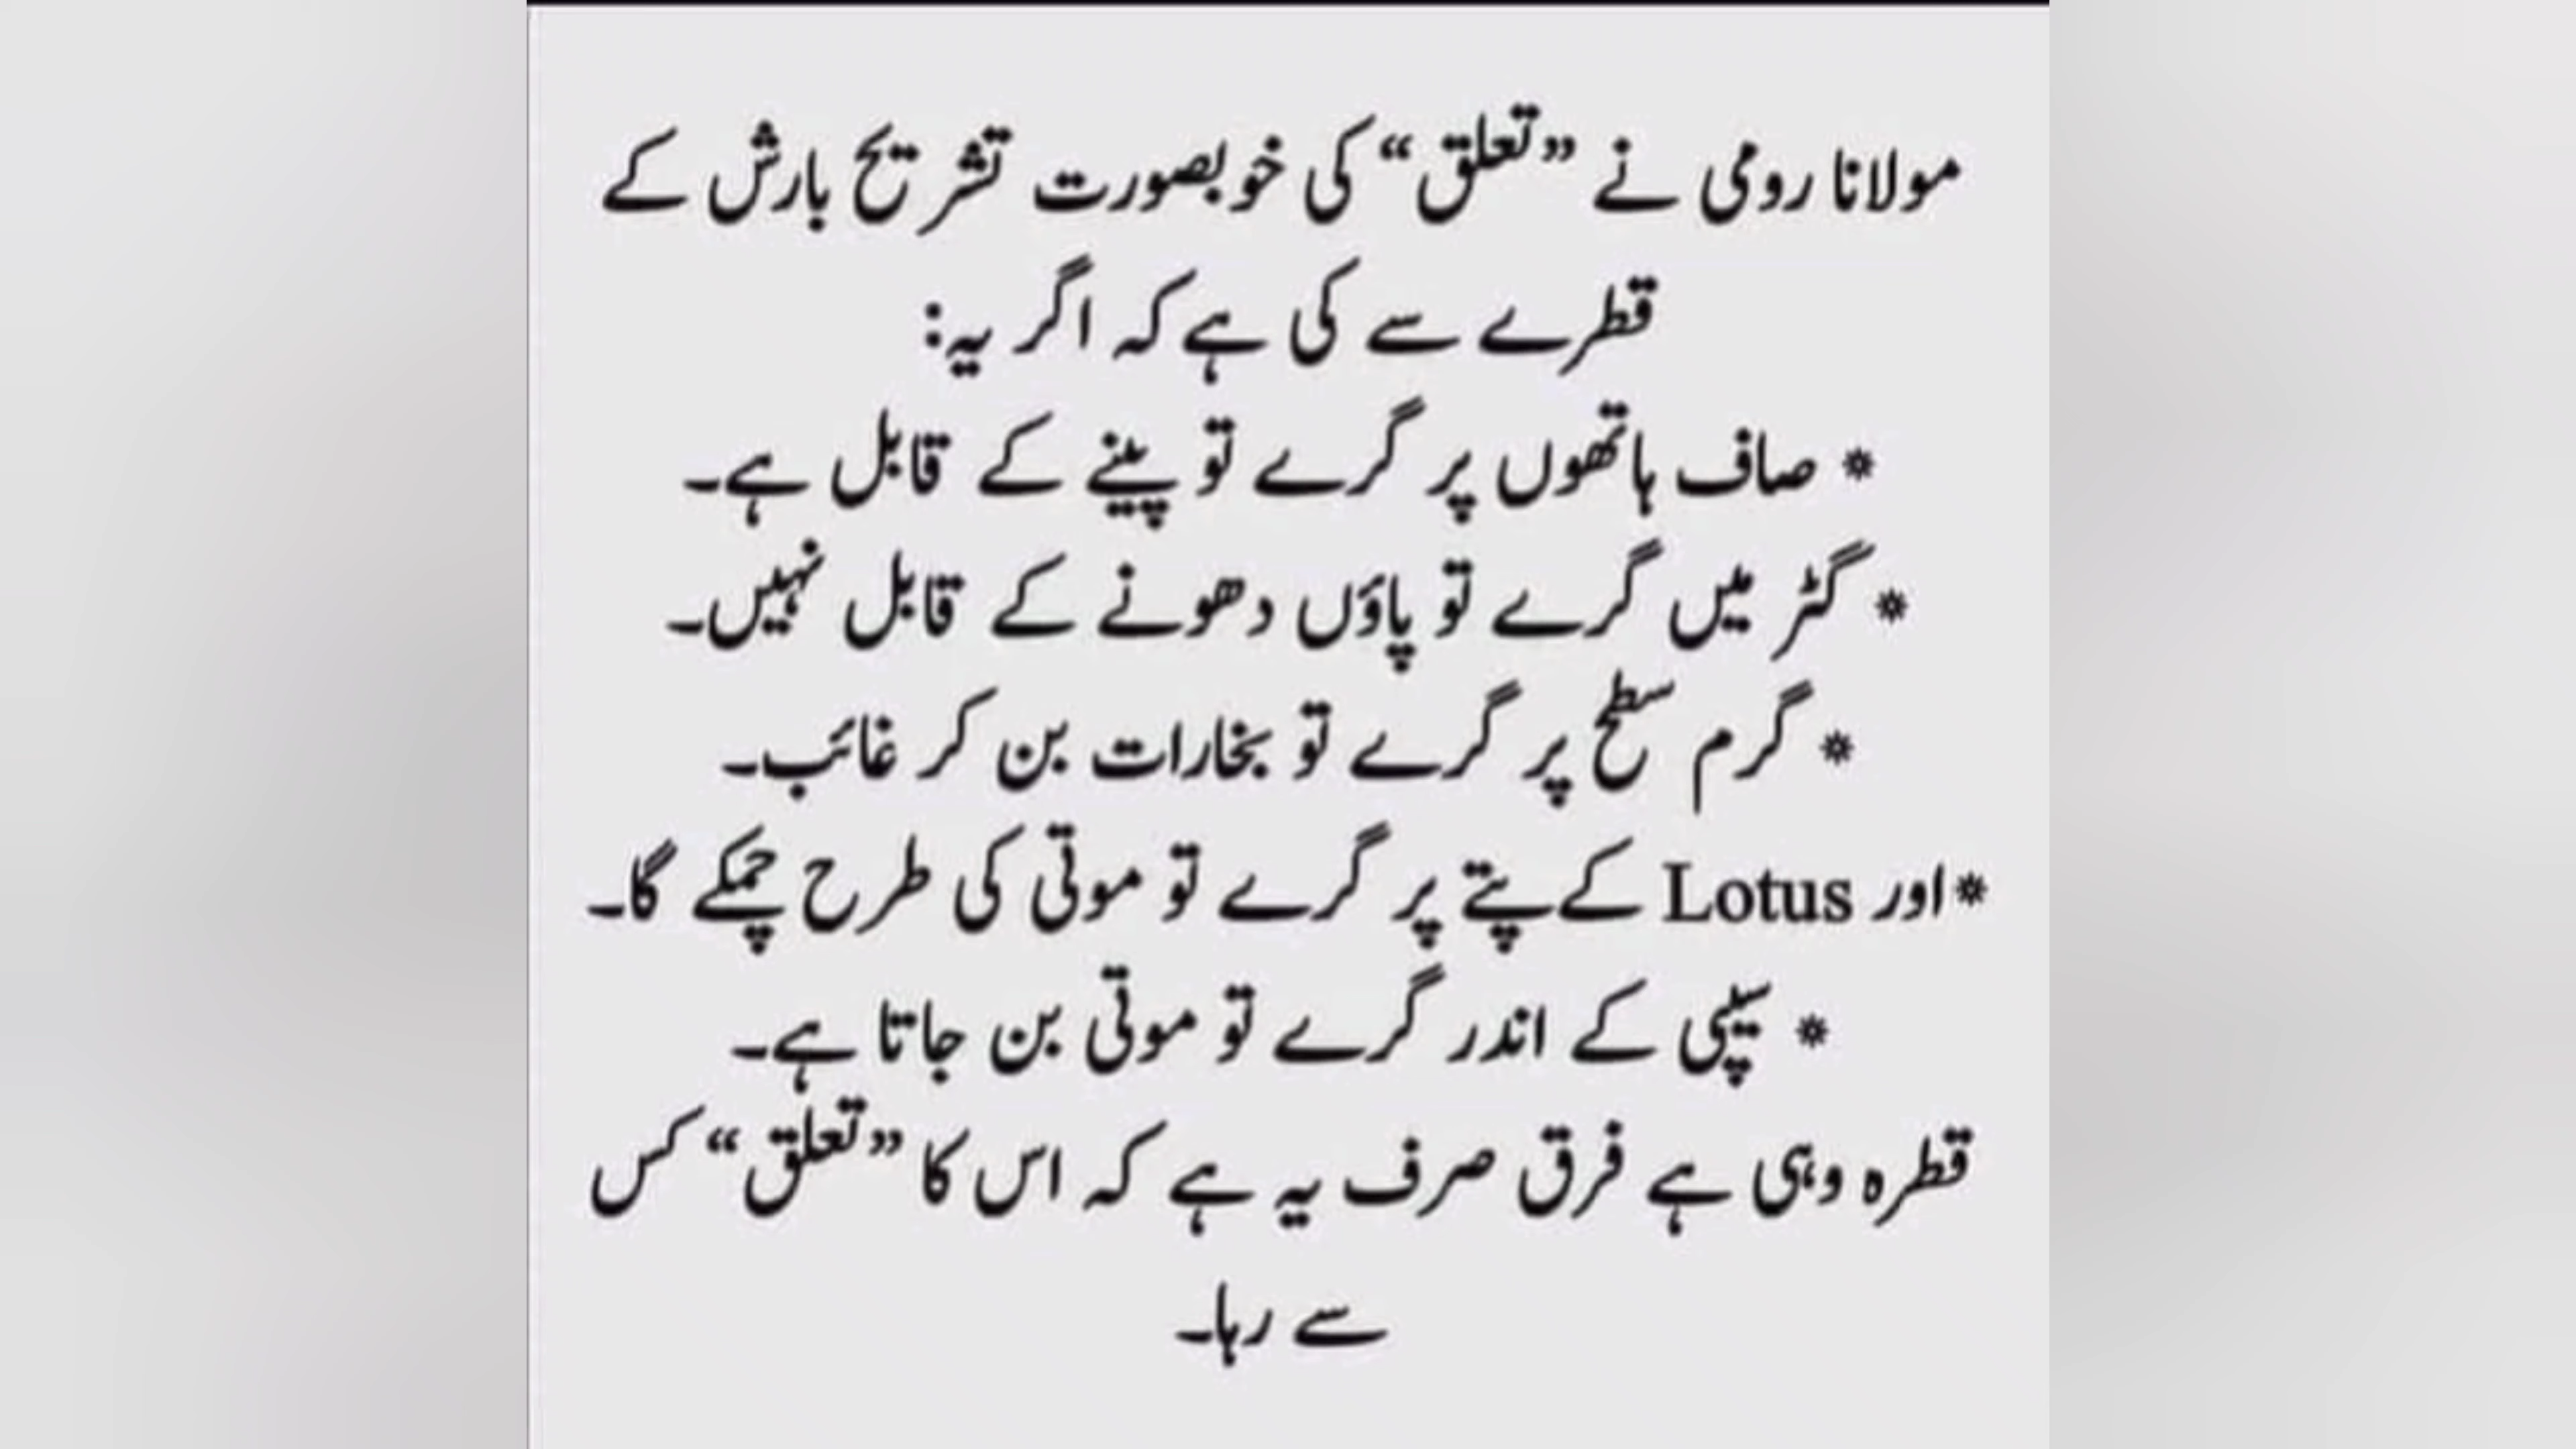 مولانا رومی نے ”تعلق“ کی خوبصورت تشریح بارش کے
قطرے سے کی ہے کہ اگر یہ:
* صاف ہاتھوں پر گرے تو پینے کے قابل ہے۔
* گٹر میں گرے تو پاؤں دھونے کے قابل نہیں۔
* گرم سطح پر گرے تو بخارات بن کر غائب۔
*اور Lotus کےپتے پر گرے تو موتی کی طرح چمکے گا۔
* سیپی کے اندر گرے تو موتی بن جاتا ہے۔
قطرہ وہی ہے فرق صرف یہ ہے کہ اس کا ”تعلق“ کس
سے رہا۔